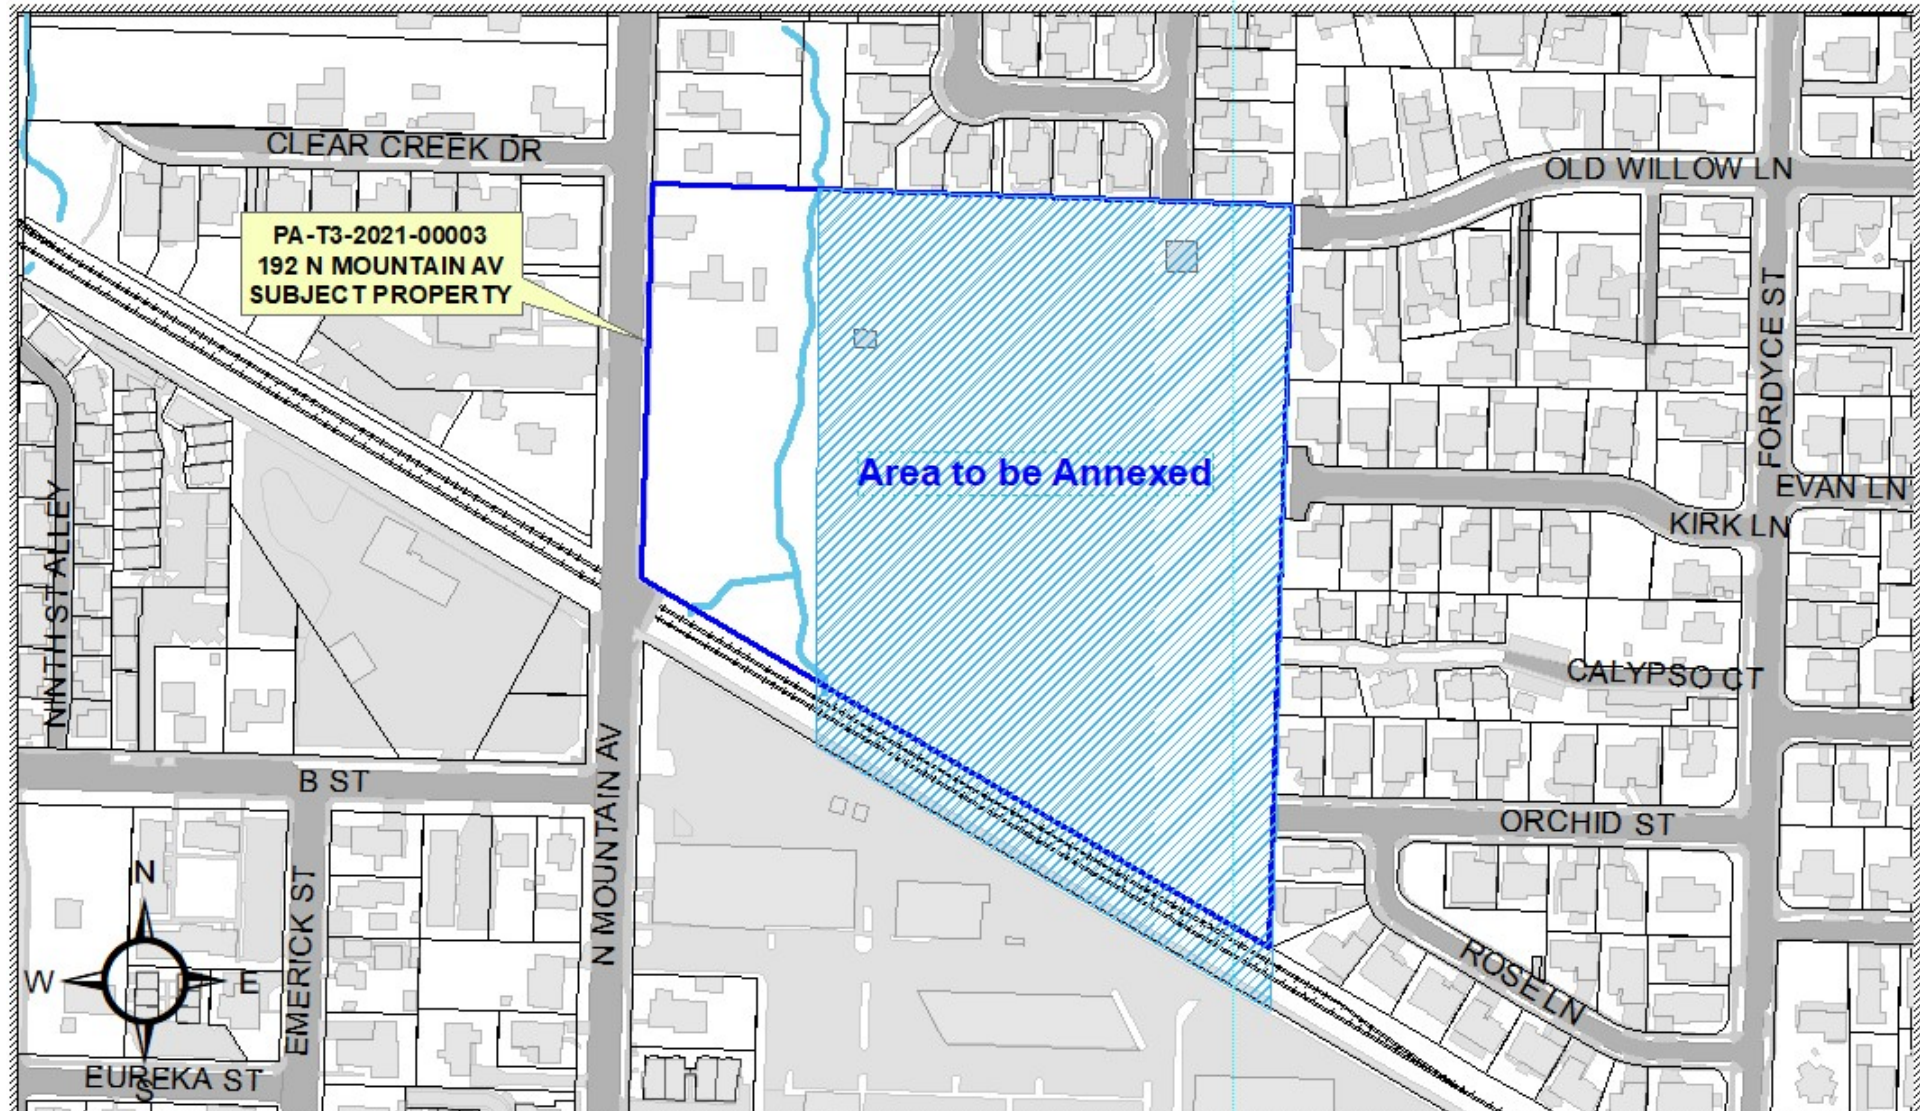 CLEAR CREEK DR
OLD WILLOW LN
PA-T3-2021-00003
192 N MOUNTAIN AV
SUBJECT PROPERTY
FORDYCE ST
Area to be Annexed
EVAN LN
KIRK LN
NINTH ST ALLEY
CALYPSO CT
B ST
N MOUNTAIN AV
ORCHID ST
N
W
E
S
EMERICK ST
ROSE LN
EUREKA ST